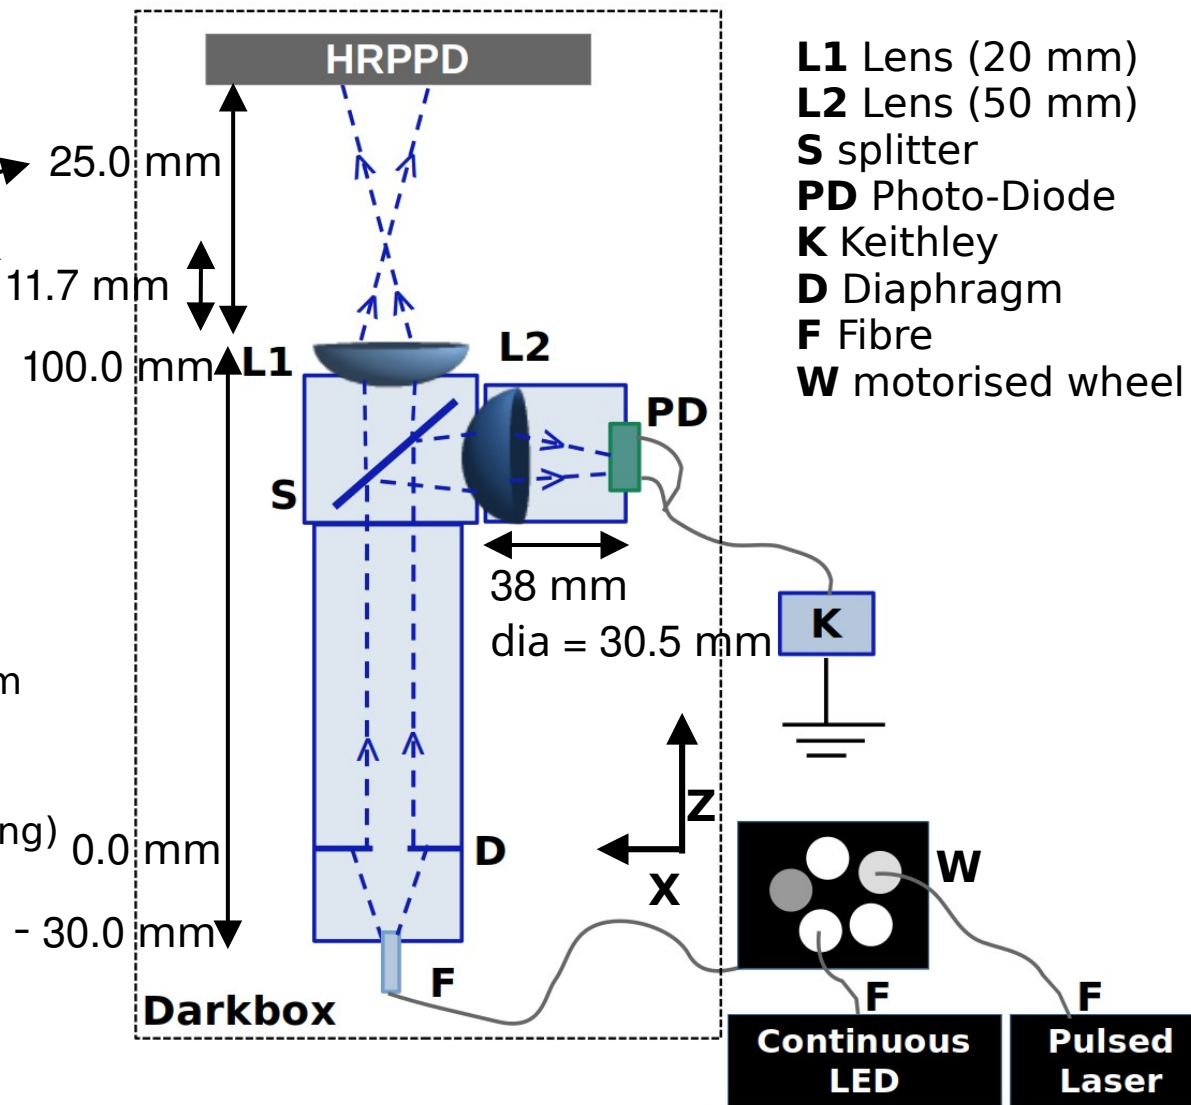 HRPPD
L1 Lens (20 mm)
L2 Lens (50 mm)
S splitter
PD Photo-Diode
K Keithley
D Diaphragm
F Fibre
W motorised wheel
25.0 mm
11.7 mm
100.0 mm
L1
L2
PD
S
38 mm
dia = 30.5 mm
K
m
Z
X
ng)
0.0 mm
D
W
- 30.0 mm
F
F
F
Darkbox
Continuous
LED
Pulsed
Laser